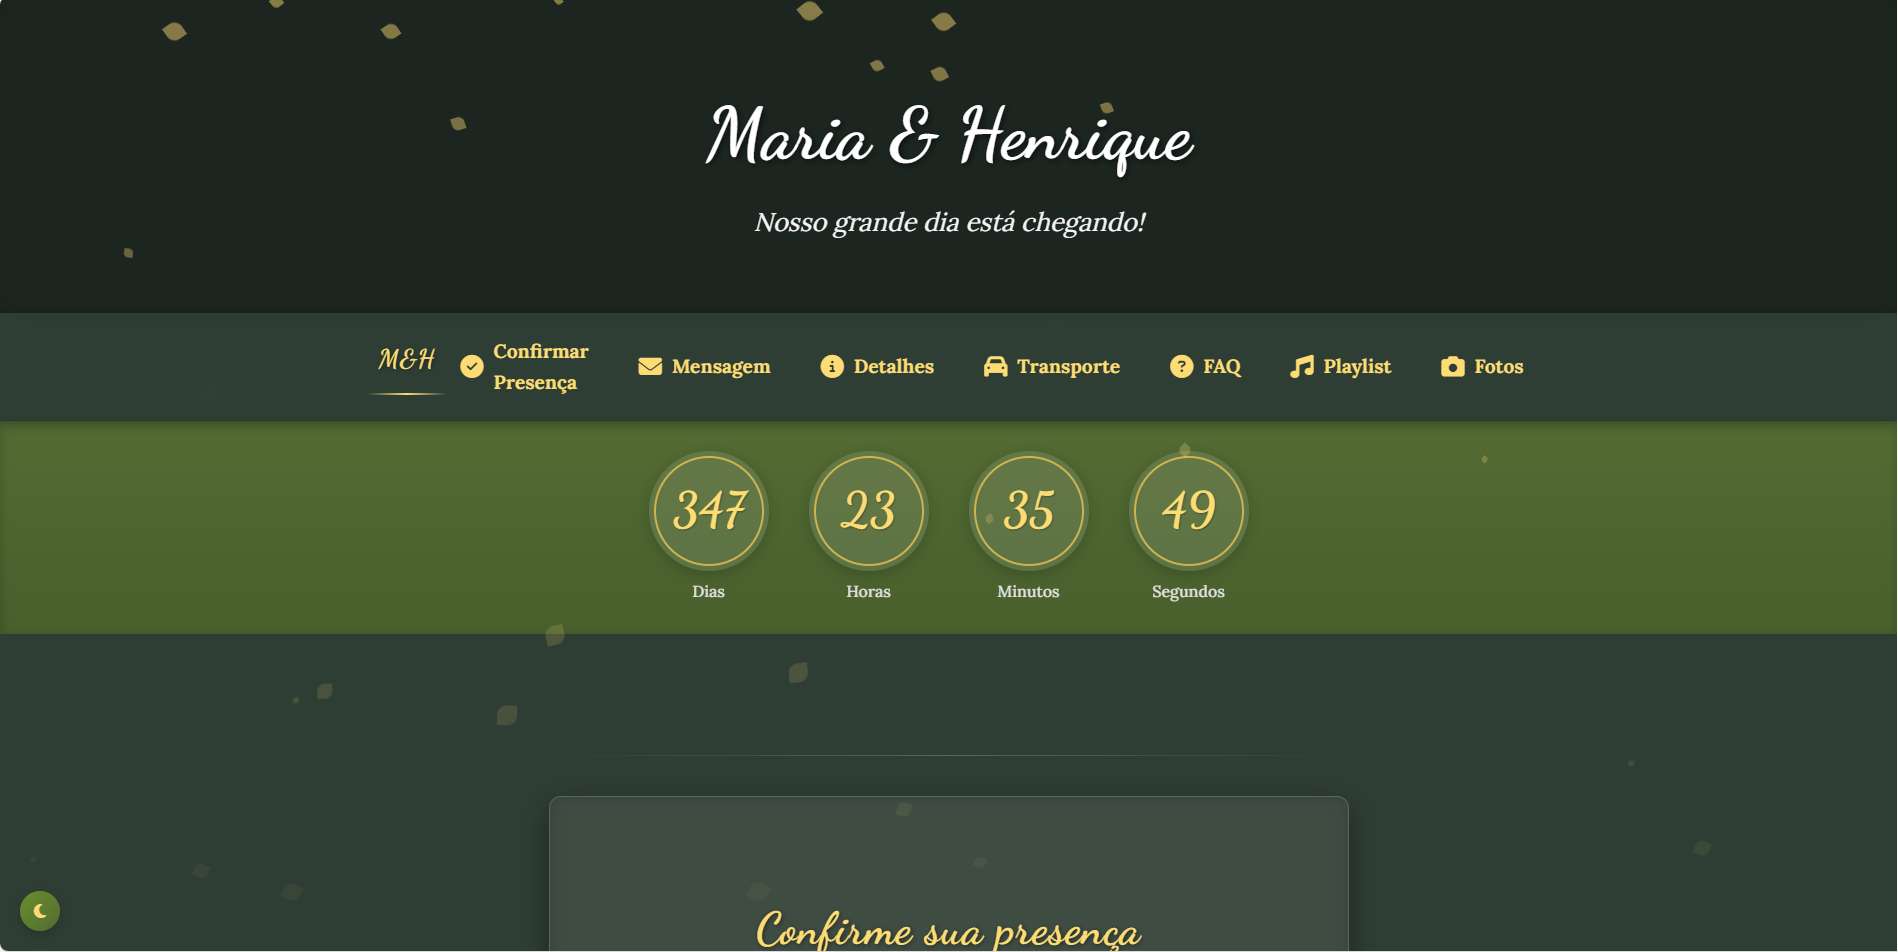 Maria & Henrique
Nosso grande dia está chegando!
M&H
Confirmar
Presença
Mensagem
Detalhes
Transporte
FAQ
Playlist
Fotos
347
23
35
49
Dias
Horas
Minutos
Segundos
Confirme sua presença